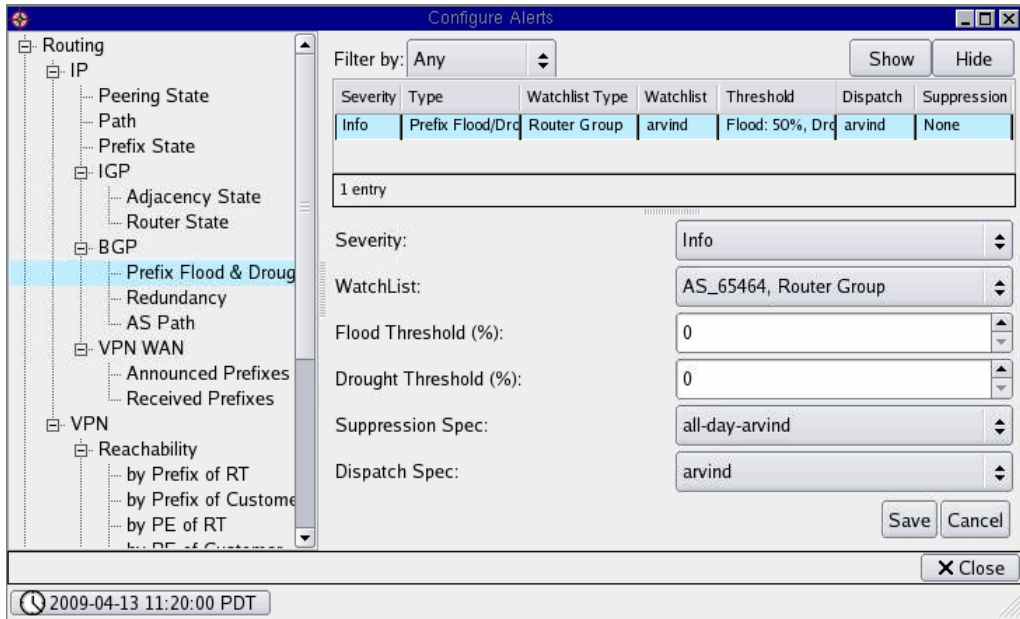 Configure Alerts
Routing
IP
Peering State
Path
Prefix State
IGP
Adjacency State
Router State
BGP
Prefix Flood & Droug
Redundancy
AS Path
VPN WAN
Announced Prefixes
Received Prefixes
VPN
Reachability
by Prefix of RT
by Prefix of Custome
by PE of RT
by PE of Customer
Filter by: Any Show Hide
Severity Type Watchlist Type Watchlist Threshold Dispatch Suppression
Info Prefix Flood/Dro Router Group arvind Flood: 50%, Dro arvind None
1 entry
Severity: Info
WatchList: AS_65464, Router Group
Flood Threshold (%): 0
Drought Threshold (%): 0
Suppression Spec: all-day-arvind
Dispatch Spec: arvind
Save Cancel
Close
2009-04-13 11:20:00 PDT